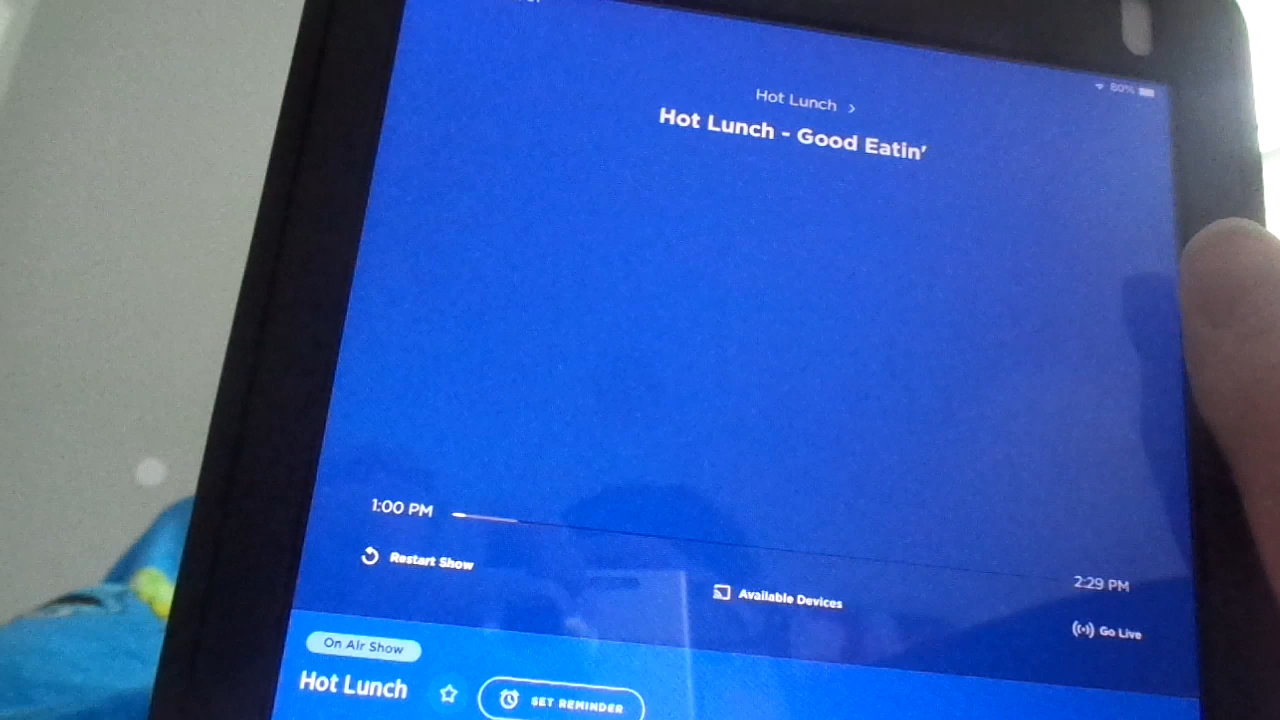 80%
Hot Lunch >
Hot Lunch - Good Eatin'
1:00 PM
2:29 PM
Restart Show
Available Devices
Go Live
On Air Show
Hot Lunch
SET REMINDER